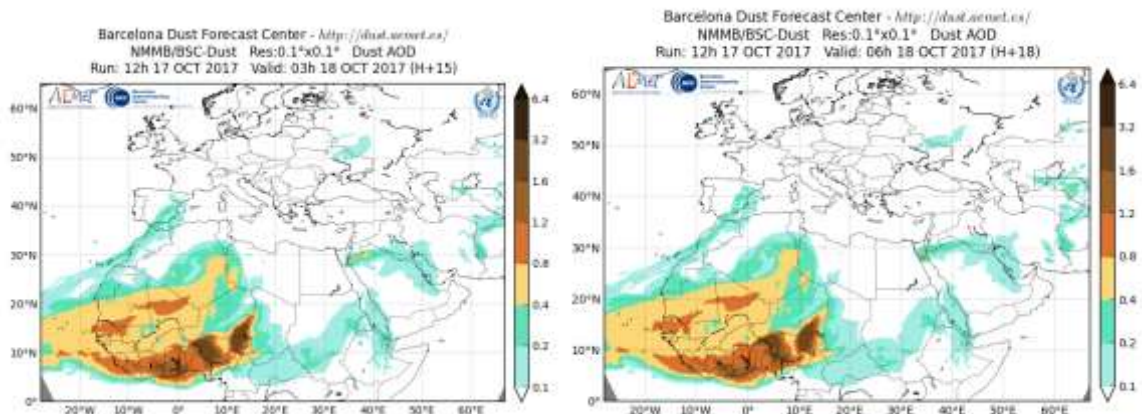 Barcelona Dust Forecast Center - http://dust.aemet.es/
NMMB/BSC-Dust Res:0.1°x0.1° Dust AOD
Run: 12h 17 OCT 2017 Valid: 03h 18 OCT 2017 (H+15)
60°N
50°N
40°N
30°N
20°N
10°N
0°
20°W 10°W 0° 10°E 20°E 30°E 40°E 50°E 60°E
6.4
3.2
1.6
1.2
0.8
0.4
0.2
0.1
Barcelona Dust Forecast Center - http://dust.aemet.es/
NMMB/BSC-Dust Res:0.1°x0.1° Dust AOD
Run: 12h 17 OCT 2017 Valid: 06h 18 OCT 2017 (H+18)
60°N
50°N
40°N
30°N
20°N
10°N
0°
20°W 10°W 0° 10°E 20°E 30°E 40°E 50°E 60°E
6.4
3.2
1.6
1.2
0.8
0.4
0.2
0.1